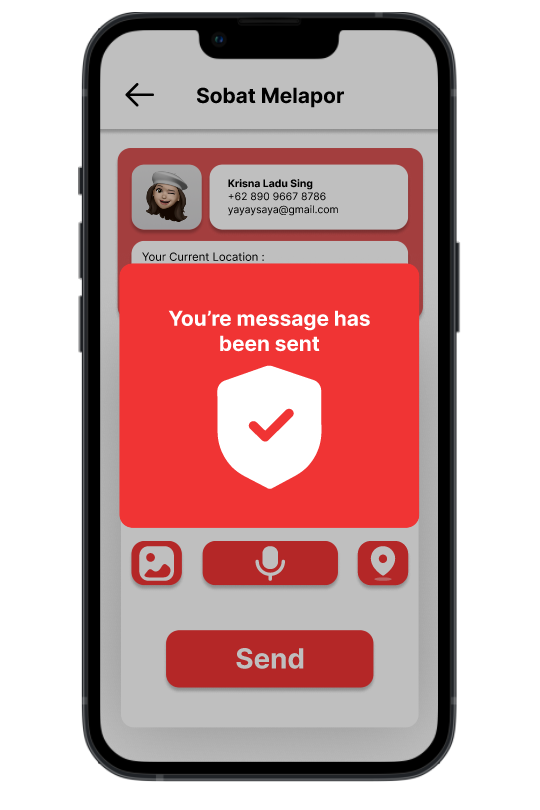 Sobat Melapor
Krisna Ladu Sing
+62 890 9667 8786
yayaysaya@gmail.com
Your Current Location :
You’re message has
been sent
Send